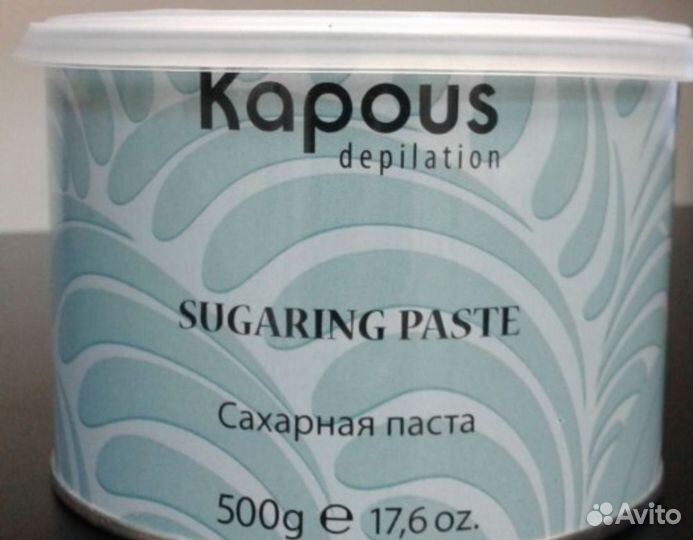 Kapous
depilation
SUGARING PASTE
Сахарная паста
500g ℮ 17,6 oz.
Avito